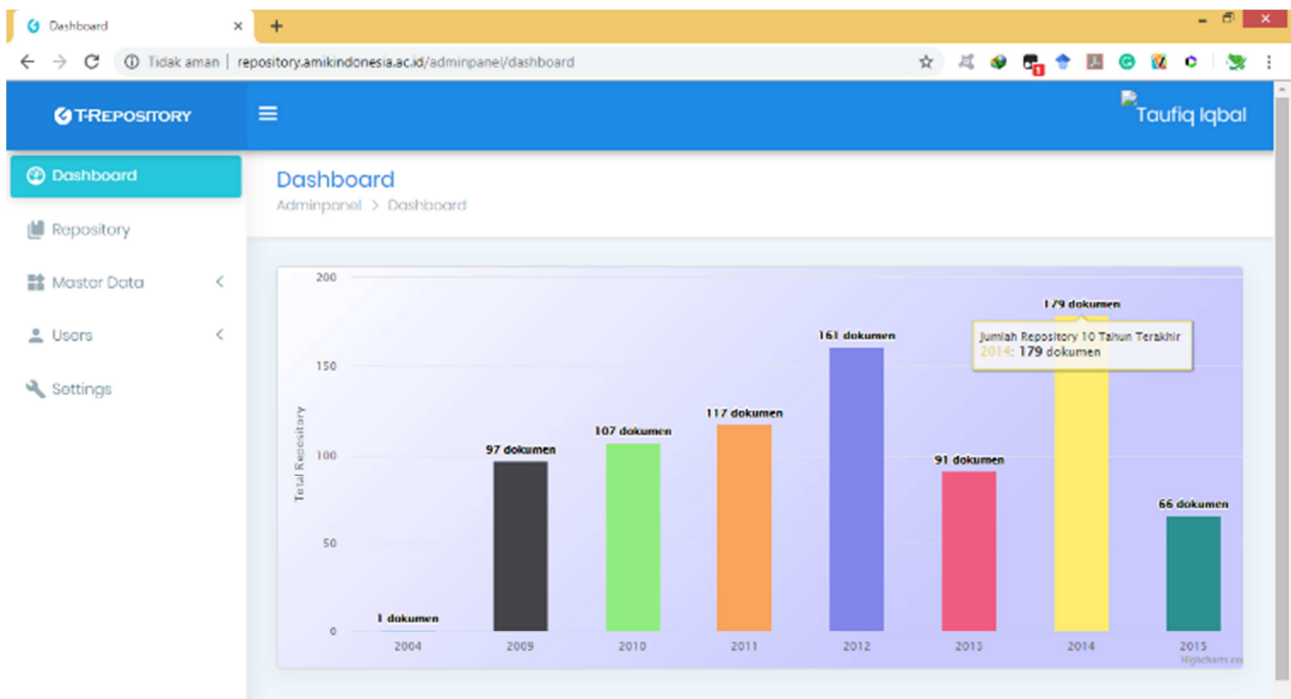 Dashboard
Tidak aman | repository.amikindonesia.ac.id/adminpanel/dashboard
1
T-REPOSITORY
Taufiq Iqbal
Dashboard
Repository
Master Data
Users
Settings
Dashboard
Adminpanel > Dashboard
Total Repository
200
150
100
50
0
1 dokumen
97 dokumen
107 dokumen
117 dokumen
161 dokumen
91 dokumen
179 dokumen
66 dokumen
Jumlah Repository 10 Tahun Terakhir
2014: 179 dokumen
2004
2009
2010
2011
2012
2013
2014
2015